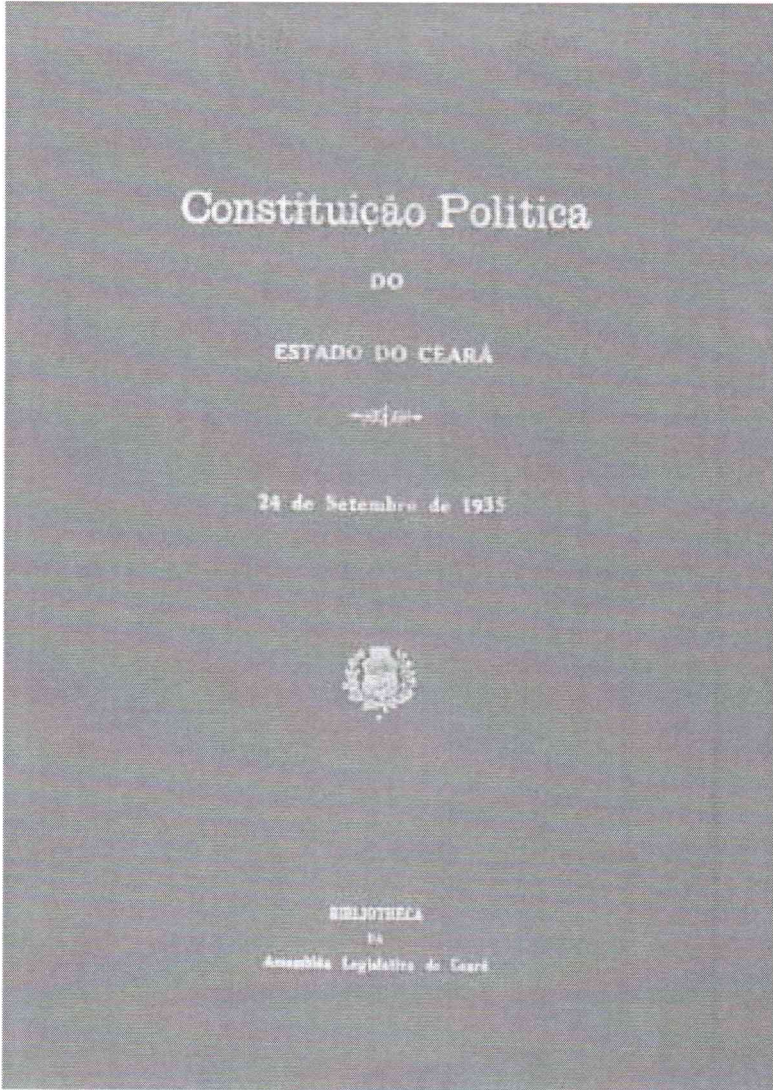 Constituição Politica
DO
ESTADO DO CEARÁ
24 de Setembro de 1935
BIBLIOTHECA
DA
Assembléa Legislativa do Ceará